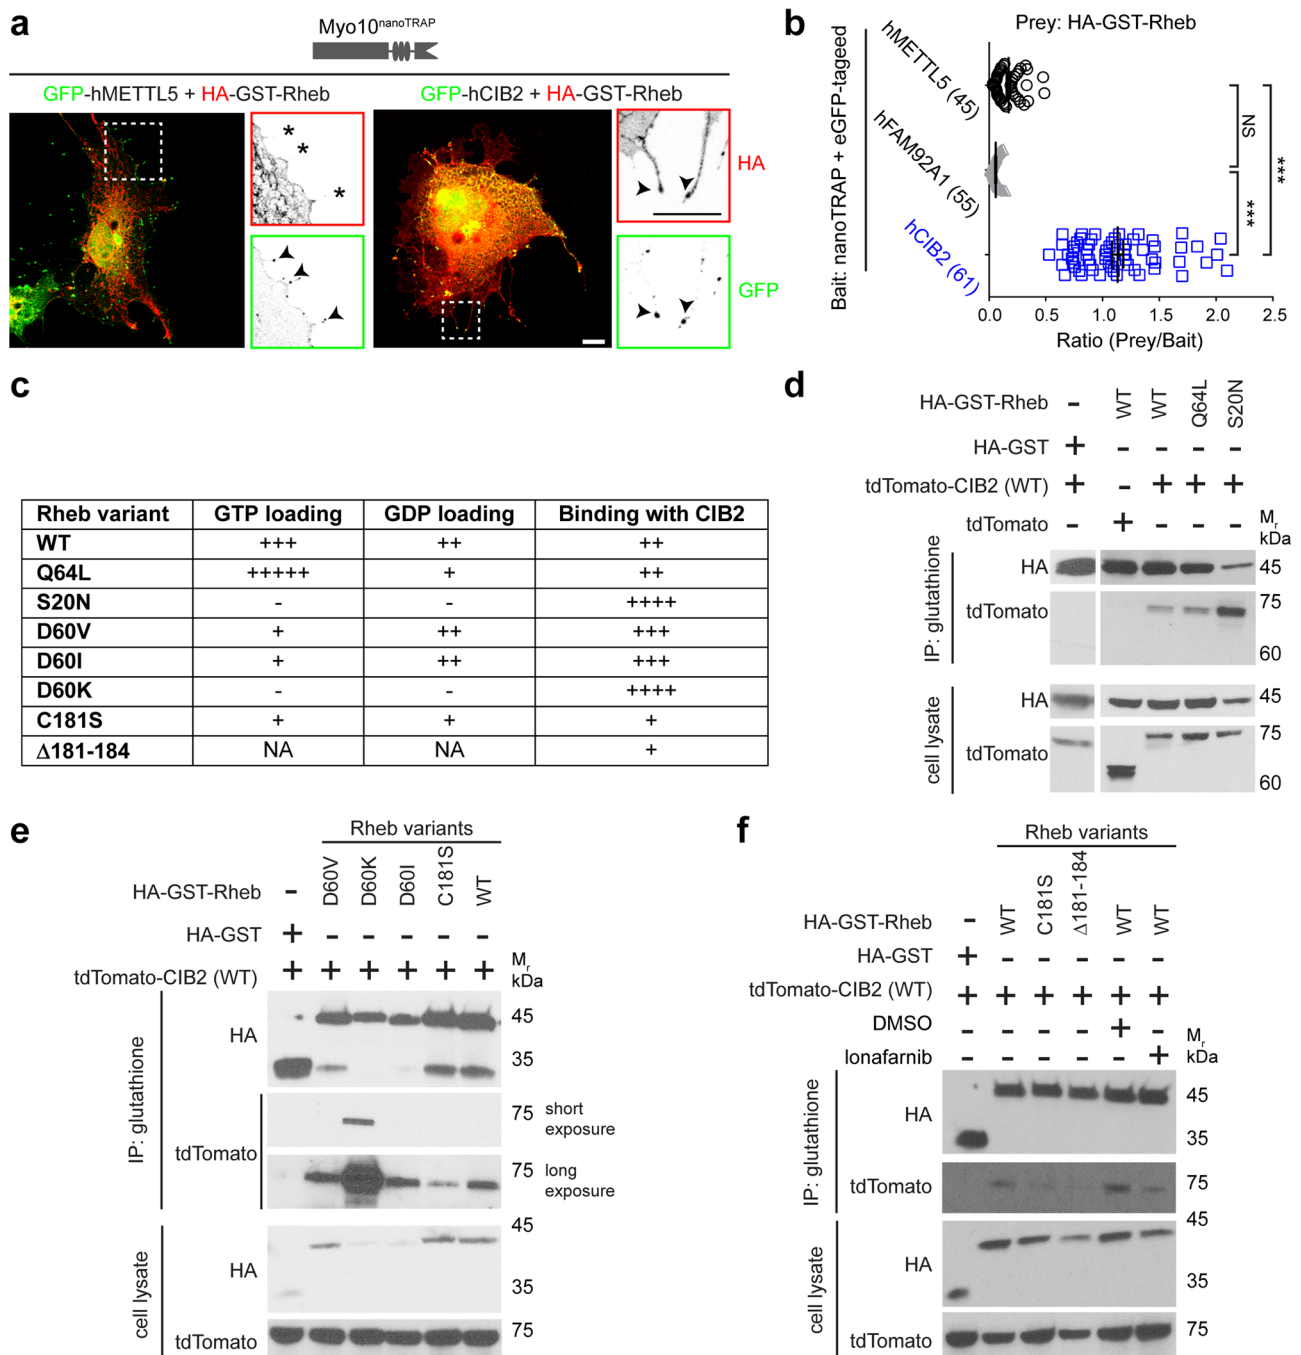 a
Myo10nanoTRAP
GFP-hMETTL5 + HA-GST-Rheb
GFP-hCIB2 + HA-GST-Rheb
* * *
HA
GFP
b
Prey: HA-GST-Rheb
Bait: nanoTRAP + eGFP-tageed
hMETTL5 (45)
hFAM92A1 (55)
hCIB2 (61)
NS
***
***
0.0 0.5 1.0 1.5 2.0 2.5
Ratio (Prey/Bait)
c
Rheb variant GTP loading GDP loading Binding with CIB2
WT +++ ++ ++
Q64L +++++ + ++
S20N - - ++++
D60V + ++ +++
D60I + ++ +++
D60K - - ++++
C181S + + +
Δ181-184 NA NA +
d
HA-GST-Rheb - WT WT Q64L S20N
HA-GST + - - - -
tdTomato-CIB2 (WT) + - + + +
tdTomato - + - - -
Mr
kDa
IP: glutathione
HA 45
tdTomato 75
60
cell lysate
HA 45
tdTomato 75
60
e
Rheb variants
HA-GST-Rheb - D60V D60K D60I C181S WT
HA-GST + - - - - -
tdTomato-CIB2 (WT) + + + + + +
Mr
kDa
IP: glutathione
HA 45
35
tdTomato
75 short
exposure
75 long
exposure
cell lysate
HA 45
35
tdTomato 75
f
Rheb variants
HA-GST-Rheb - WT C181S Δ181-184 WT WT
HA-GST + - - - - -
tdTomato-CIB2 (WT) + + + + + +
DMSO - - - - + -
lonafarnib - - - - - +
Mr
kDa
IP: glutathione
HA 45
35
tdTomato 75
cell lysate
HA 45
35
tdTomato 75